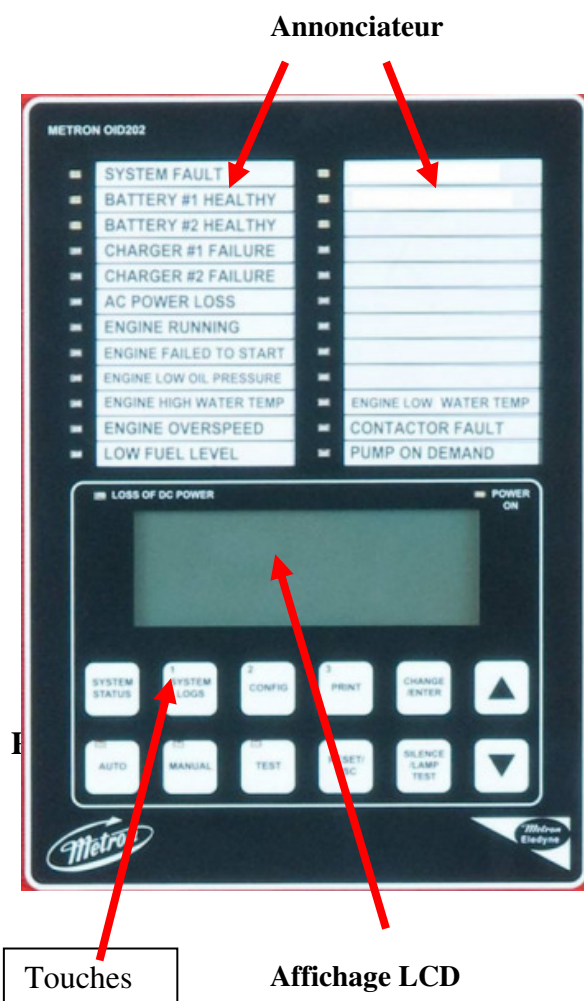 Annonciateur
METRON OID202
SYSTEM FAULT
BATTERY #1 HEALTHY
BATTERY #2 HEALTHY
CHARGER #1 FAILURE
CHARGER #2 FAILURE
AC POWER LOSS
ENGINE RUNNING
ENGINE FAILED TO START
ENGINE LOW OIL PRESSURE
ENGINE HIGH WATER TEMP
ENGINE OVERSPEED
LOW FUEL LEVEL
ENGINE LOW WATER TEMP
CONTACTOR FAULT
PUMP ON DEMAND
LOSS OF DC POWER
POWER
ON
SYSTEM
STATUS
1
SYSTEM
LOGS
2
CONFIG
3
PRINT
CHANGE
/ENTER
AUTO
MANUAL
TEST
SILENCE
/LAMP
TEST
Metron
Metron
Eledyne
Touches
Affichage LCD